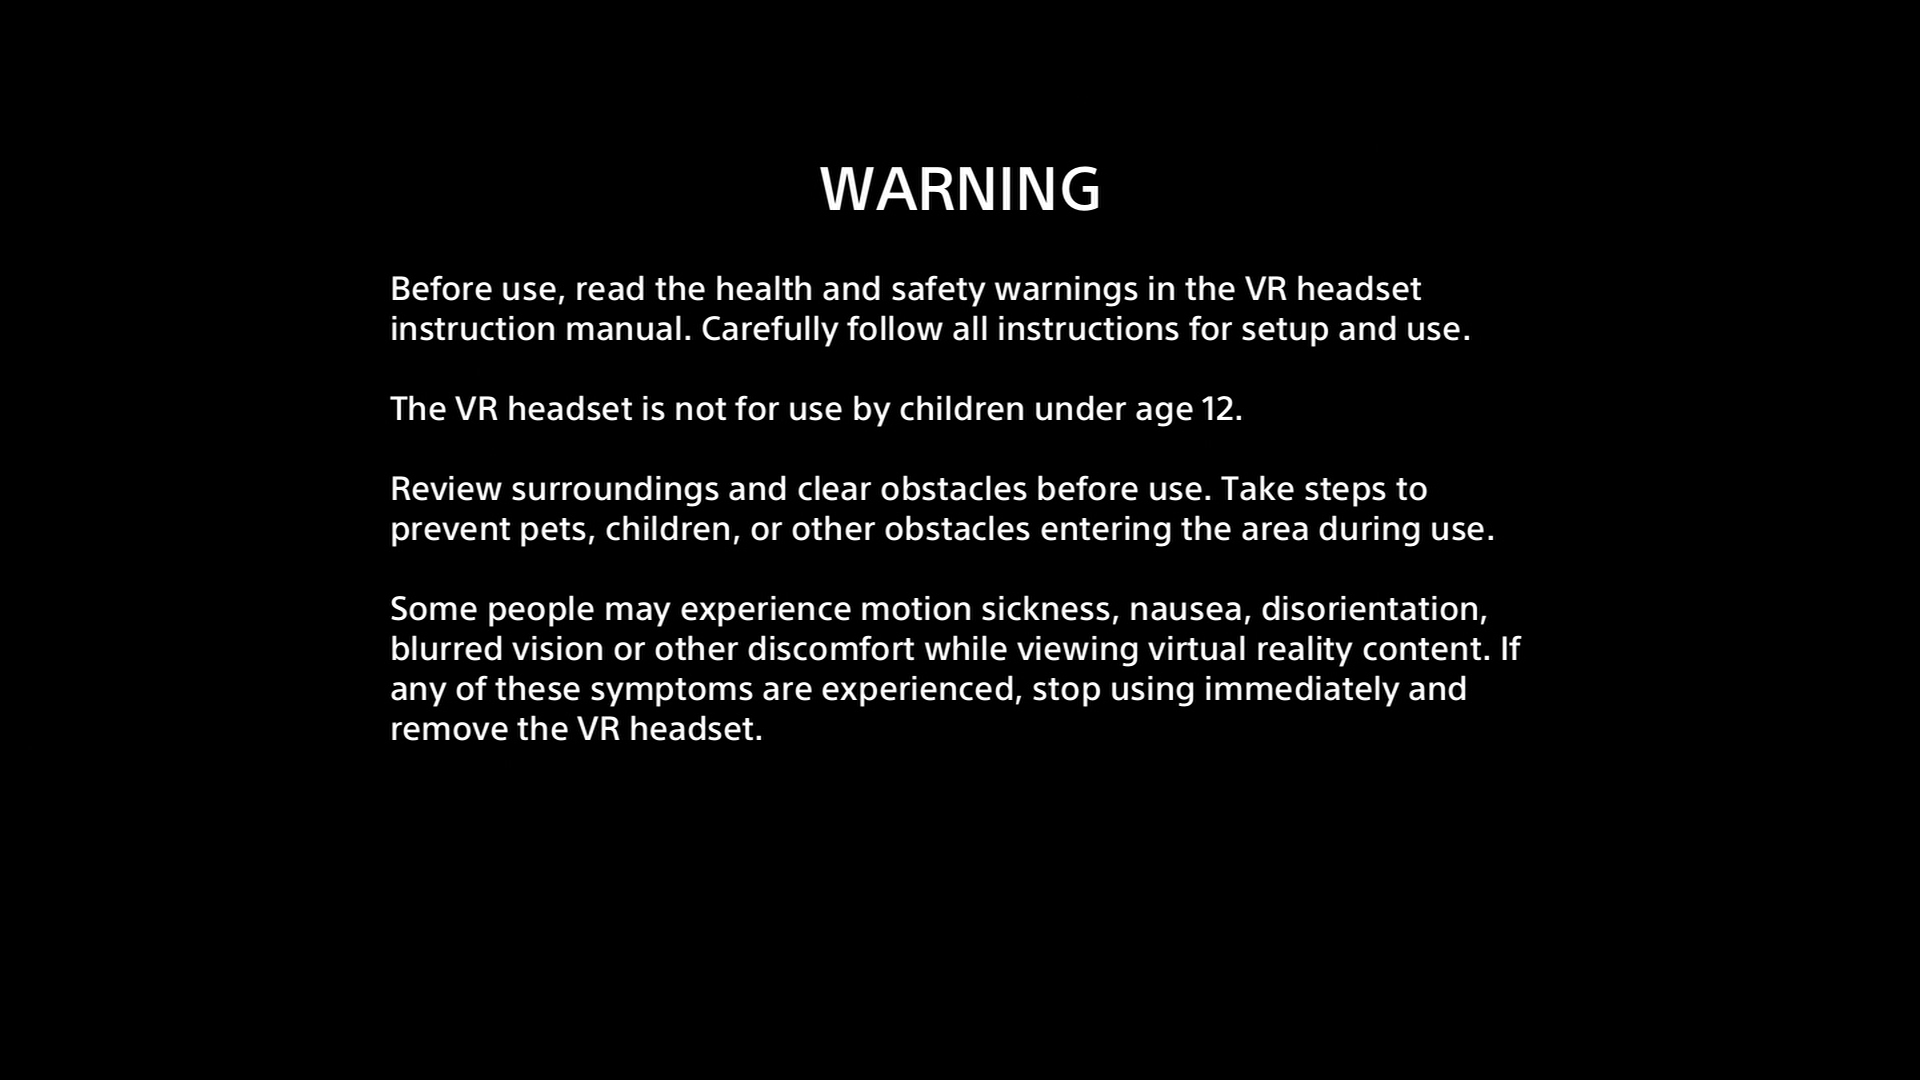 WARNING
Before use, read the health and safety warnings in the VR headset
instruction manual. Carefully follow all instructions for setup and use.
The VR headset is not for use by children under age 12.
Review surroundings and clear obstacles before use. Take steps to
prevent pets, children, or other obstacles entering the area during use.
Some people may experience motion sickness, nausea, disorientation,
blurred vision or other discomfort while viewing virtual reality content. If
any of these symptoms are experienced, stop using immediately and
remove the VR headset.